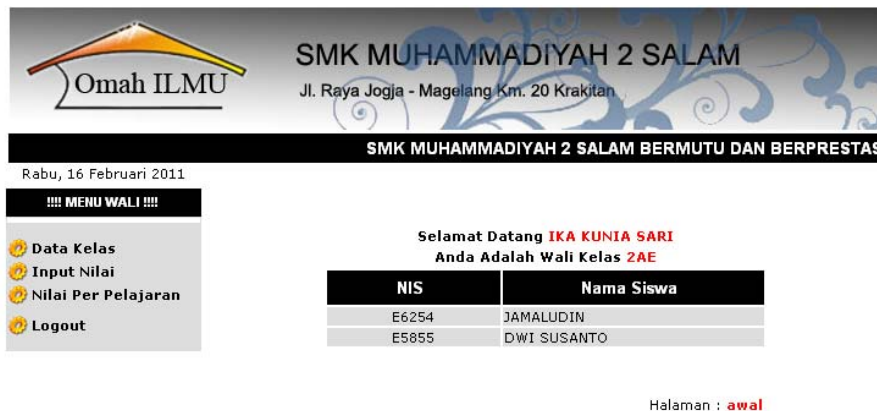 Omah ILMU
SMK MUHAMMADIYAH 2 SALAM
Jl. Raya Jogja - Magelang Km. 20 Krakitan
SMK MUHAMMADIYAH 2 SALAM BERMUTU DAN BERPRESTAS
Rabu, 16 Februari 2011
!!!! MENU WALI !!!!
Data Kelas
Input Nilai
Nilai Per Pelajaran
Logout
Selamat Datang IKA KUNIA SARI
Anda Adalah Wali Kelas 2AE
NIS Nama Siswa
E6254 JAMALUDIN
E5855 DWI SUSANTO
Halaman : awal